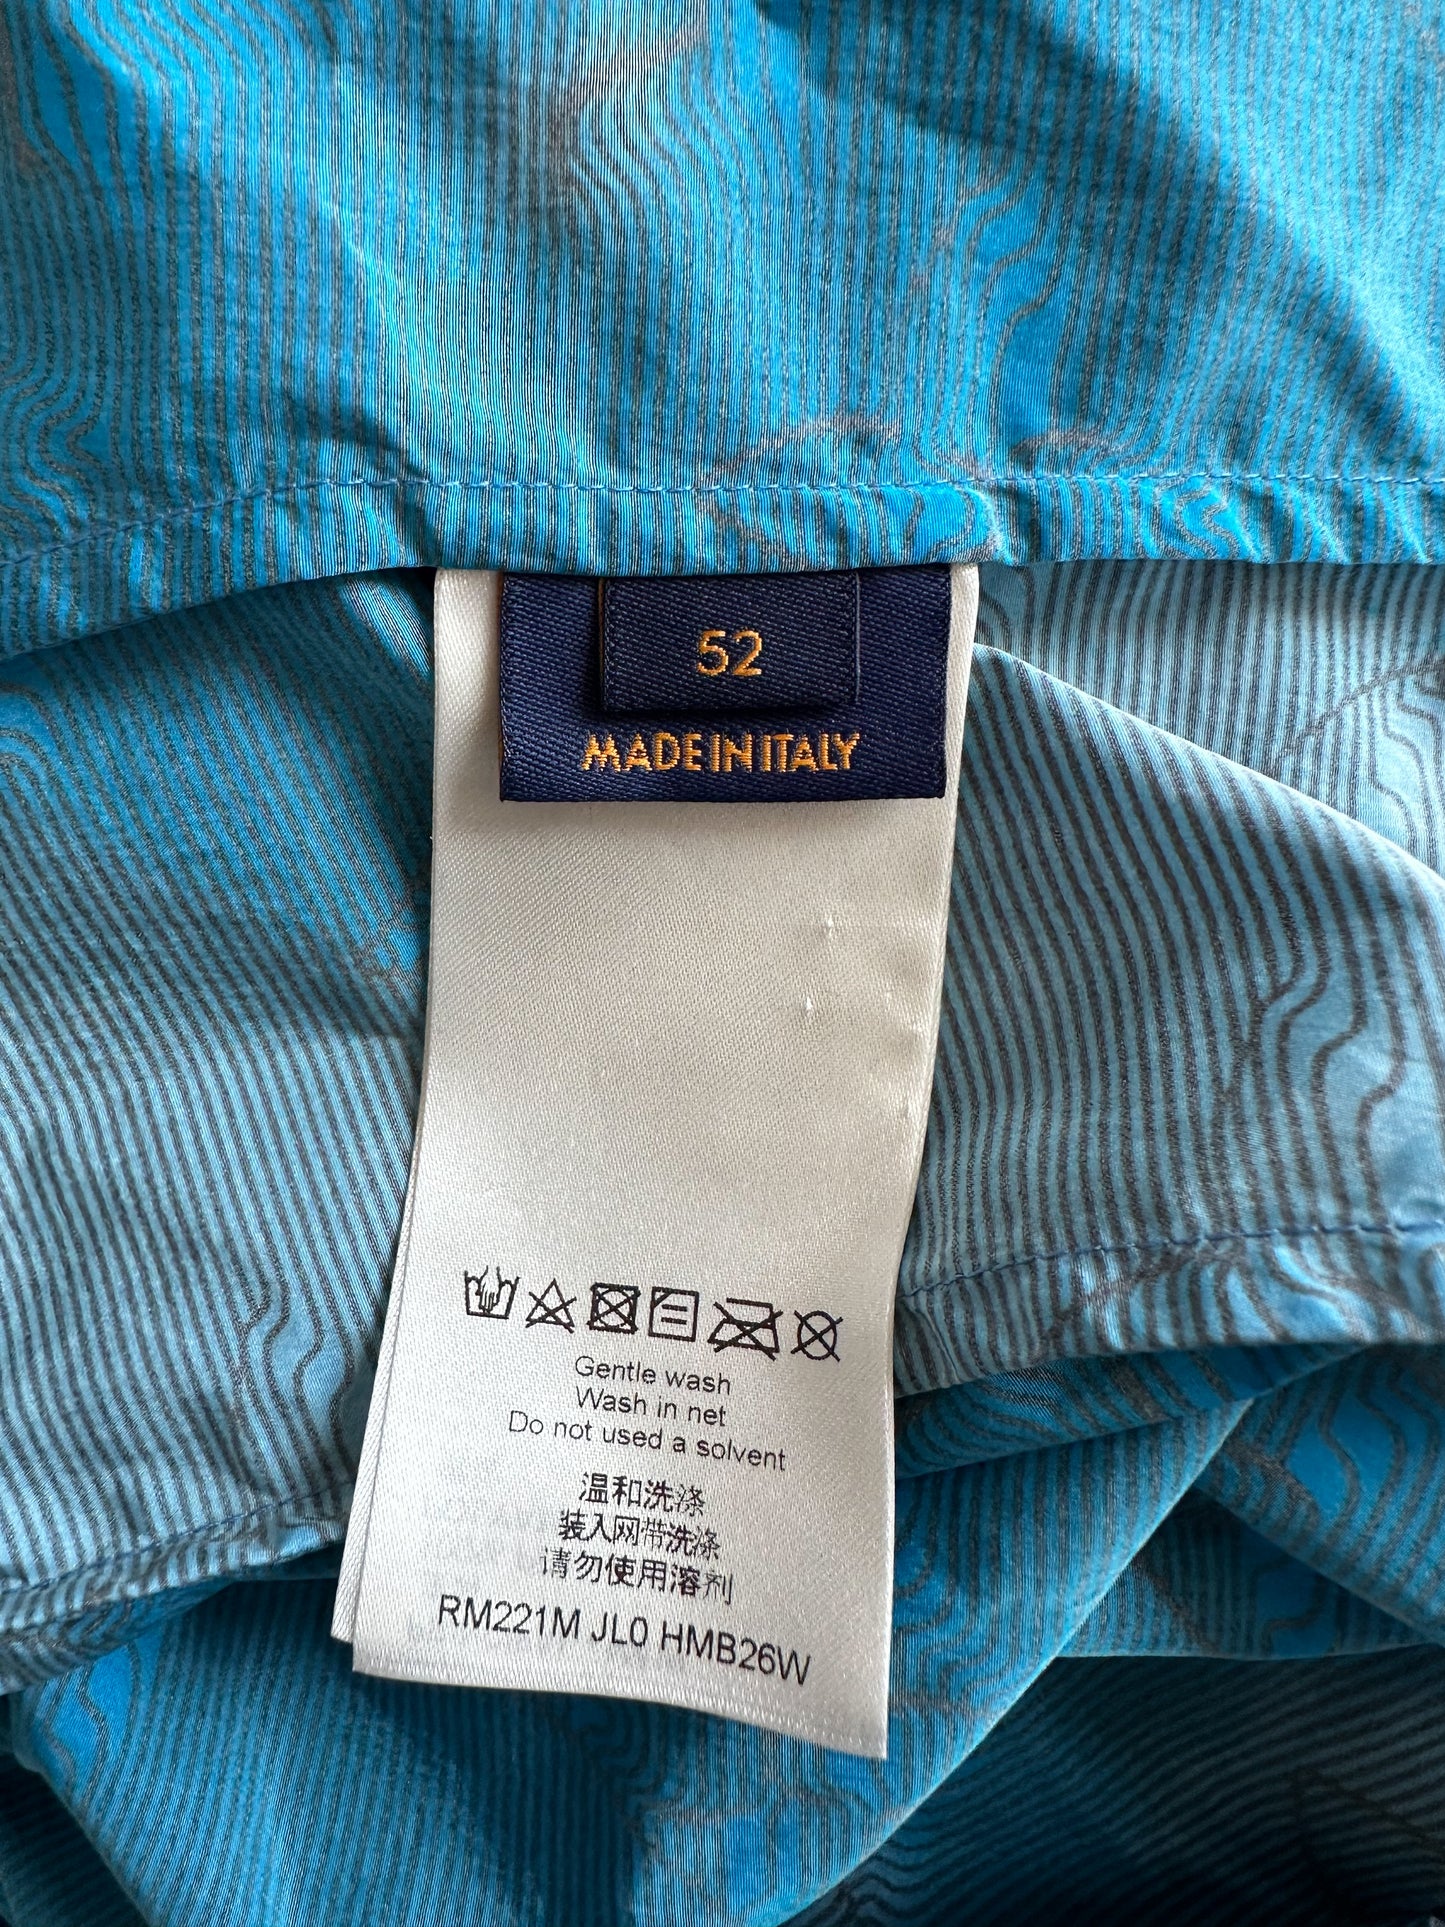 52
MADE IN ITALY
Gentle wash
Wash in net
Do not used a solvent
温和洗涤
装入网带洗涤
请勿使用溶剂
RM221M JL0 HMB26W